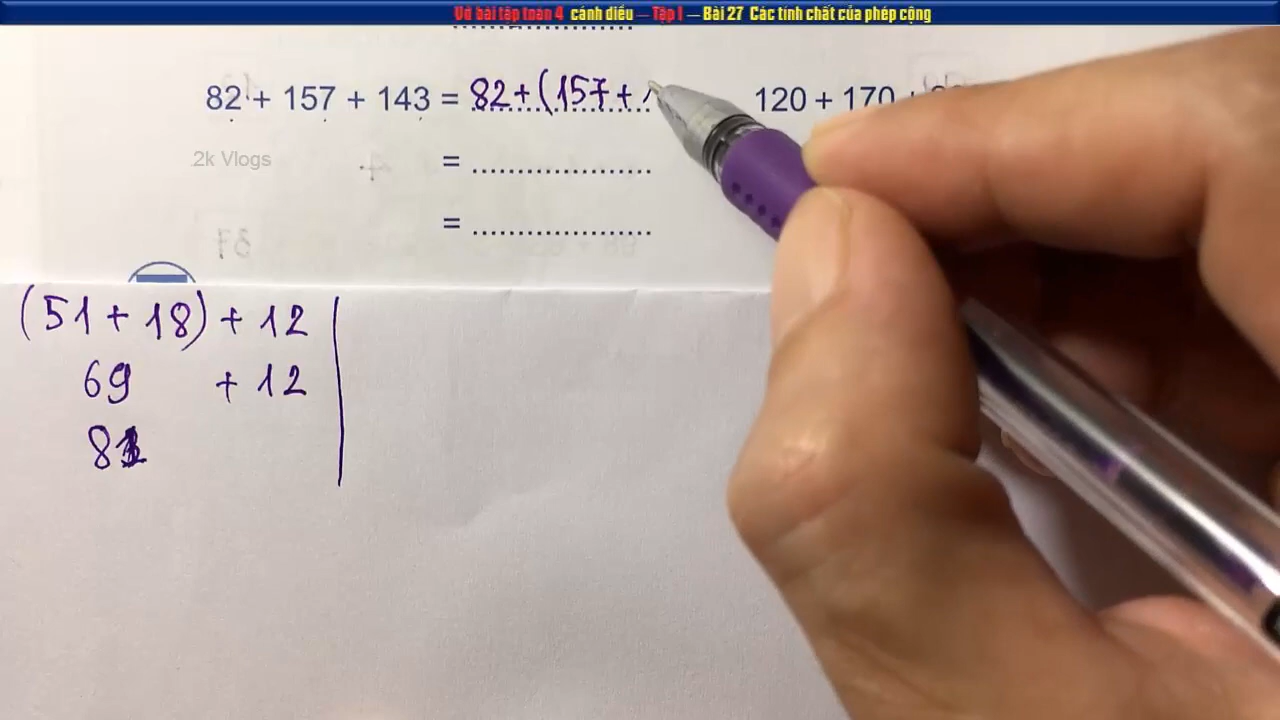 Vở bài tập toán 4 cánh diều – Tập 1 – Bài 27 Các tính chất của phép cộng
82 + 157 + 143 = 82 + (157 + 120 + 170 +
2k Vlogs = ....................
= ....................
(51 + 18) + 12
69 + 12
81